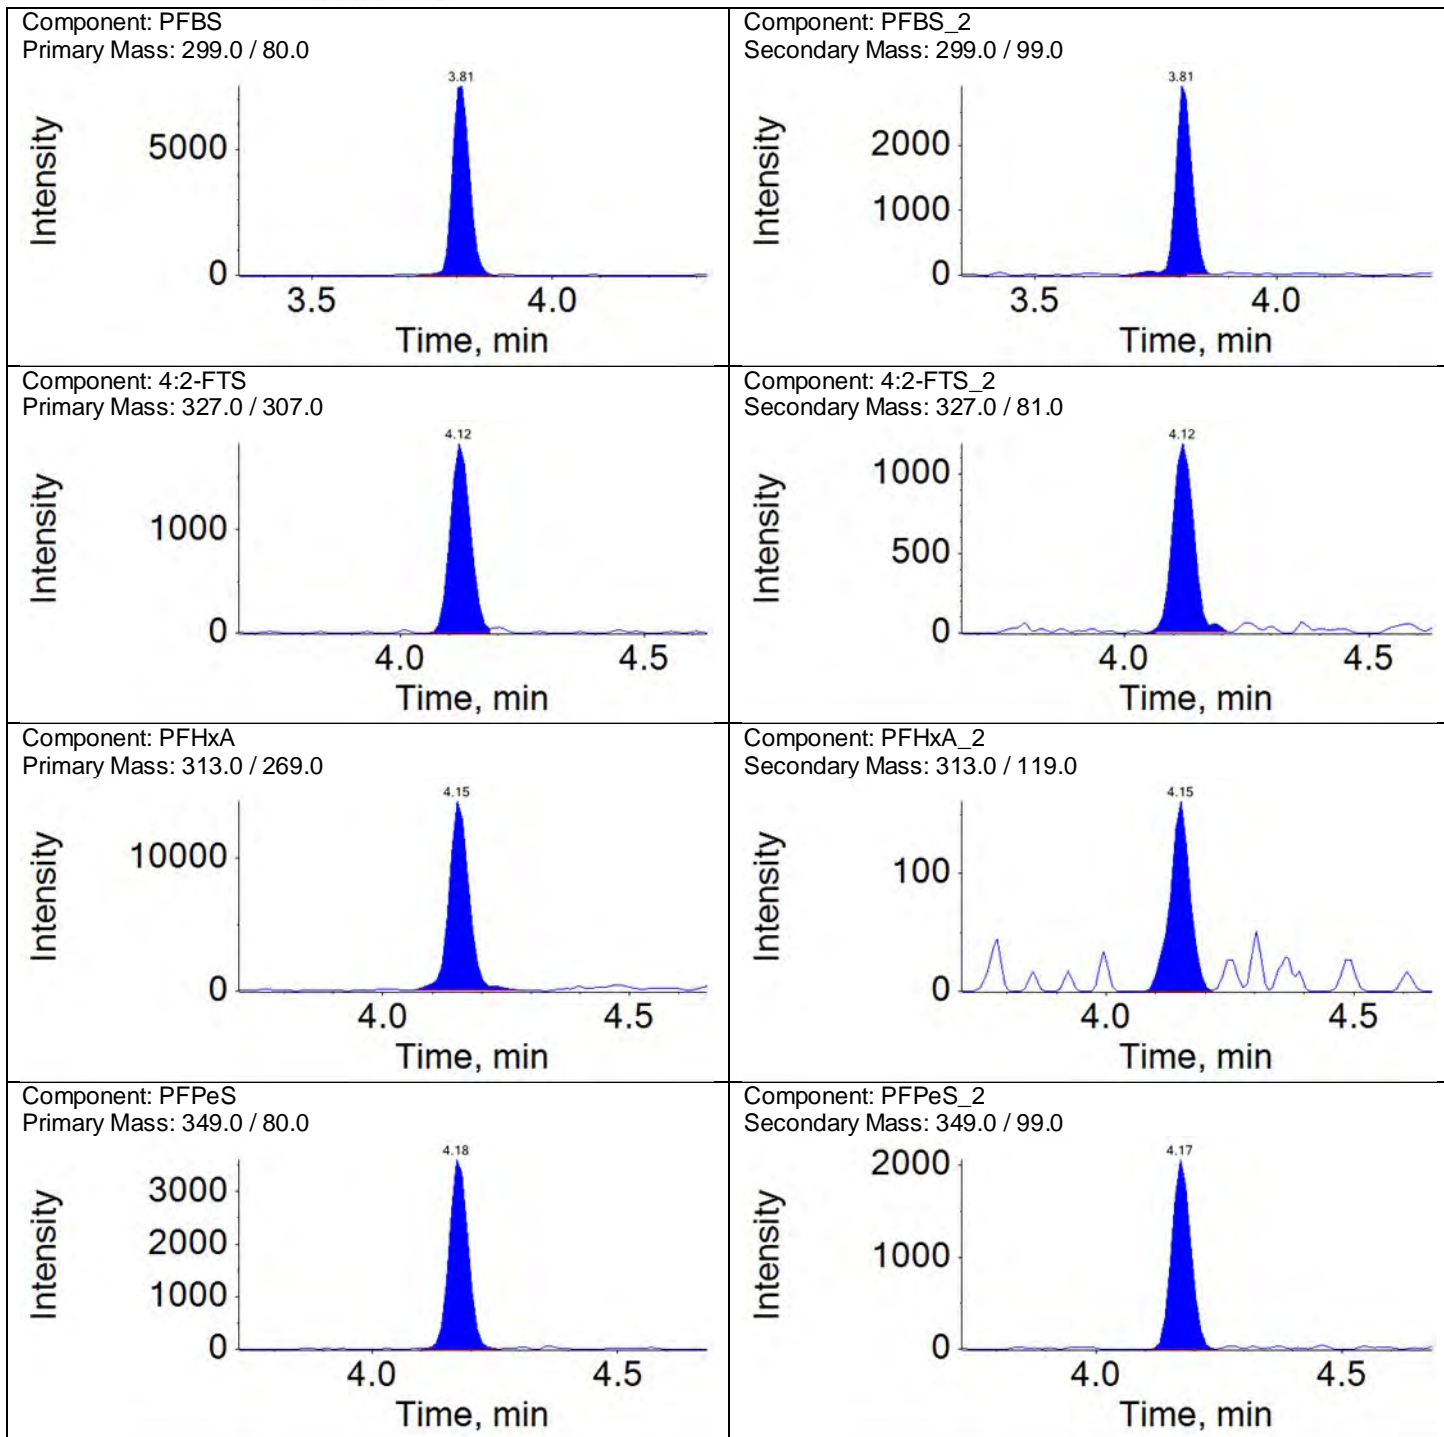 Component: PFBS
Primary Mass: 299.0 / 80.0
3.81
Intensity
5000
0
3.5
4.0
Time, min
Component: PFBS_2
Secondary Mass: 299.0 / 99.0
3.81
Intensity
2000
1000
0
3.5
4.0
Time, min
Component: 4:2-FTS
Primary Mass: 327.0 / 307.0
4.12
Intensity
1000
0
4.0
4.5
Time, min
Component: 4:2-FTS_2
Secondary Mass: 327.0 / 81.0
4.12
Intensity
1000
500
0
4.0
4.5
Time, min
Component: PFHxA
Primary Mass: 313.0 / 269.0
4.15
Intensity
10000
0
4.0
4.5
Time, min
Component: PFHxA_2
Secondary Mass: 313.0 / 119.0
4.15
Intensity
100
0
4.0
4.5
Time, min
Component: PFPeS
Primary Mass: 349.0 / 80.0
4.18
Intensity
3000
2000
1000
0
4.0
4.5
Time, min
Component: PFPeS_2
Secondary Mass: 349.0 / 99.0
4.17
Intensity
2000
1000
0
4.0
4.5
Time, min